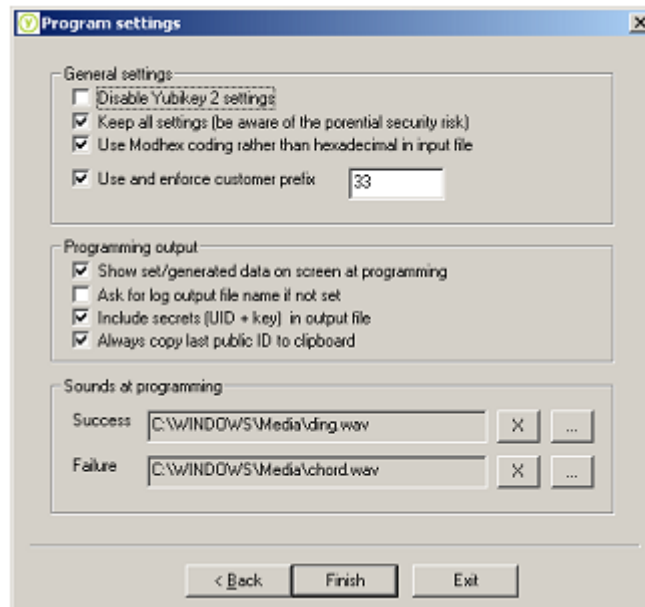 Program settings
General settings
Disable Yubikey 2 settings
Keep all settings (be aware of the porential security risk)
Use Modhex coding rather than hexadecimal in input file
Use and enforce customer prefix 33
Programming output
Show set/generated data on screen at programming
Ask for log output file name if not set
Include secrets (UID + key) in output file
Always copy last public ID to clipboard
Sounds at programming
Success C:\WINDOWS\Media\ding.wav X ...
Failure C:\WINDOWS\Media\chord.wav X ...
< Back Finish Exit